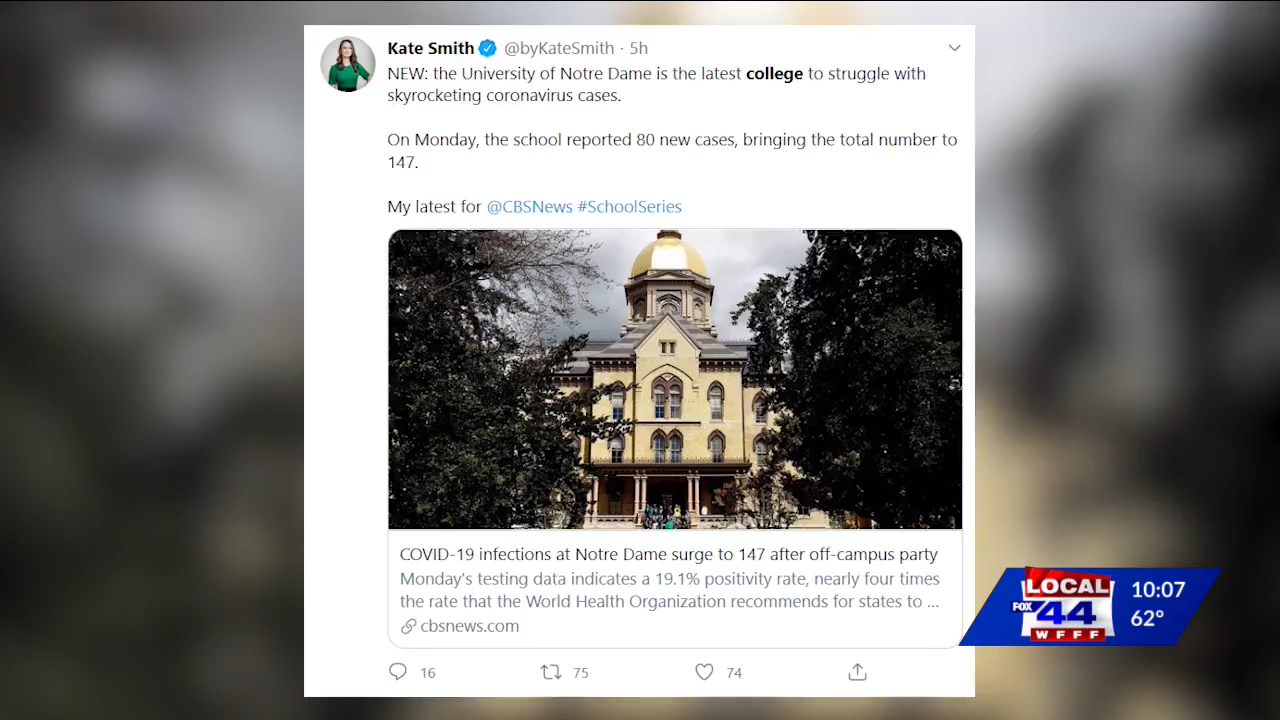 Kate Smith @byKateSmith · 5h
NEW: the University of Notre Dame is the latest college to struggle with
skyrocketing coronavirus cases.
On Monday, the school reported 80 new cases, bringing the total number to
147.
My latest for @CBSNews #SchoolSeries
COVID-19 infections at Notre Dame surge to 147 after off-campus party
Monday's testing data indicates a 19.1% positivity rate, nearly four times
the rate that the World Health Organization recommends for states to ...
cbsnews.com
16 75 74
LOCAL
FOX 44
WFFF
10:07
62°